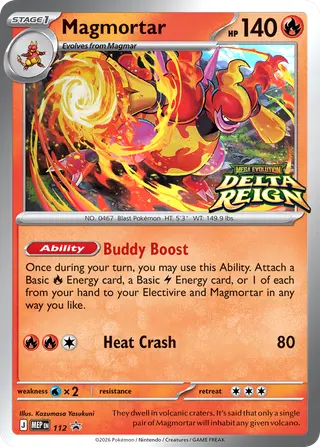 STAGE 1
Magmortar
HP 140
Evolves from Magmar
MEGA EVOLUTION
DELTA
REIGN
NO. 0467 Blast Pokémon HT: 5'3" WT: 149.9 lbs.
Ability Buddy Boost
Once during your turn, you may use this Ability. Attach a
Basic Energy card, a Basic Energy card, or 1 of each
from your hand to your Electivire and Magmortar in any
way you like.
Heat Crash 80
weakness ×2 resistance retreat
Illus. Kazumasa Yasukuni
J MEP EN 112
They dwell in volcanic craters. It's said that only a single
pair of Magmortar will inhabit any given volcano.
©2026 Pokémon / Nintendo / Creatures / GAME FREAK